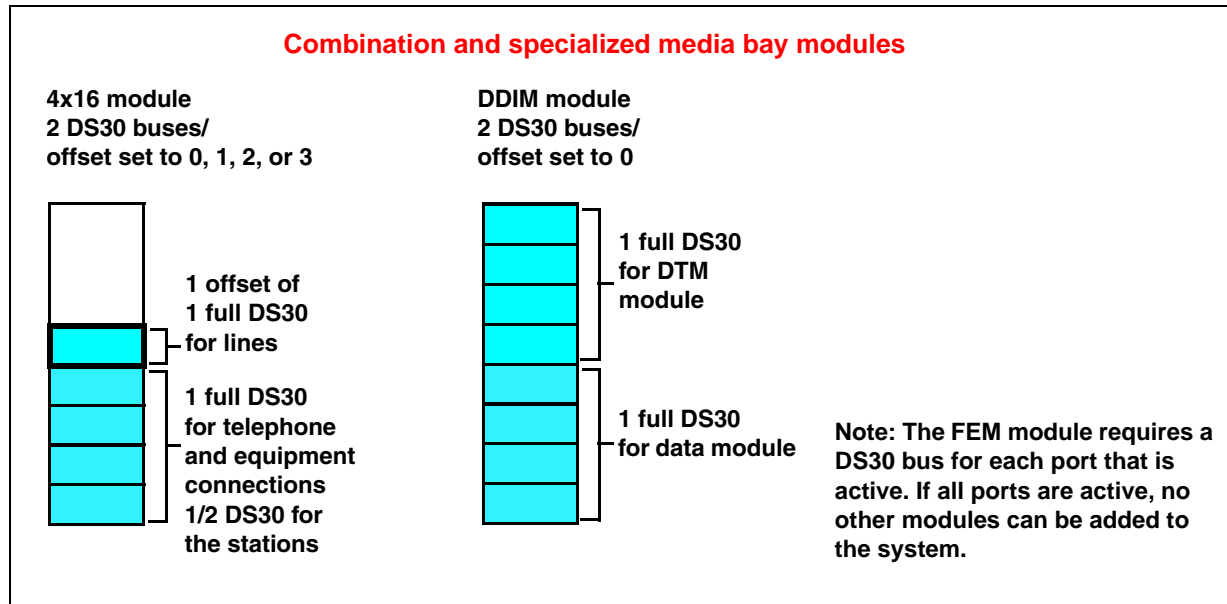 Combination and specialized media bay modules
4x16 module
2 DS30 buses/
offset set to 0, 1, 2, or 3
1 offset of
1 full DS30
for lines
1 full DS30
for telephone
and equipment
connections
1/2 DS30 for
the stations
DDIM module
2 DS30 buses/
offset set to 0
1 full DS30
for DTM
module
1 full DS30
for data module
Note: The FEM module requires a
DS30 bus for each port that is
active. If all ports are active, no
other modules can be added to
the system.